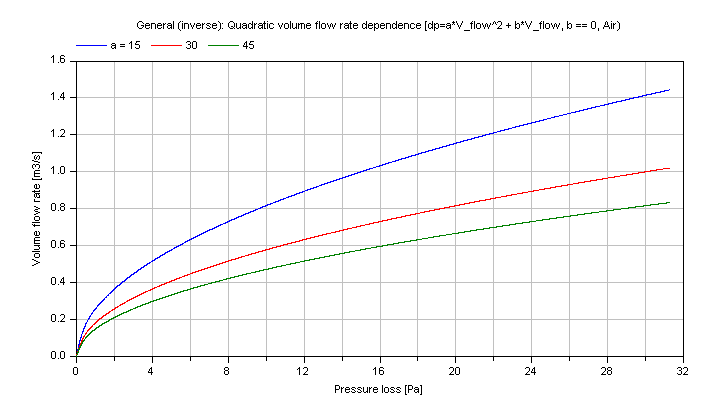 General (inverse): Quadratic volume flow rate dependence [dp=a*V_flow^2 + b*V_flow, b == 0, Air)
a = 15 30 45
1.6
1.4
1.2
1.0
0.8
0.6
0.4
0.2
0.0
Volume flow rate [m3/s]
0 4 8 12 16 20 24 28 32
Pressure loss [Pa]